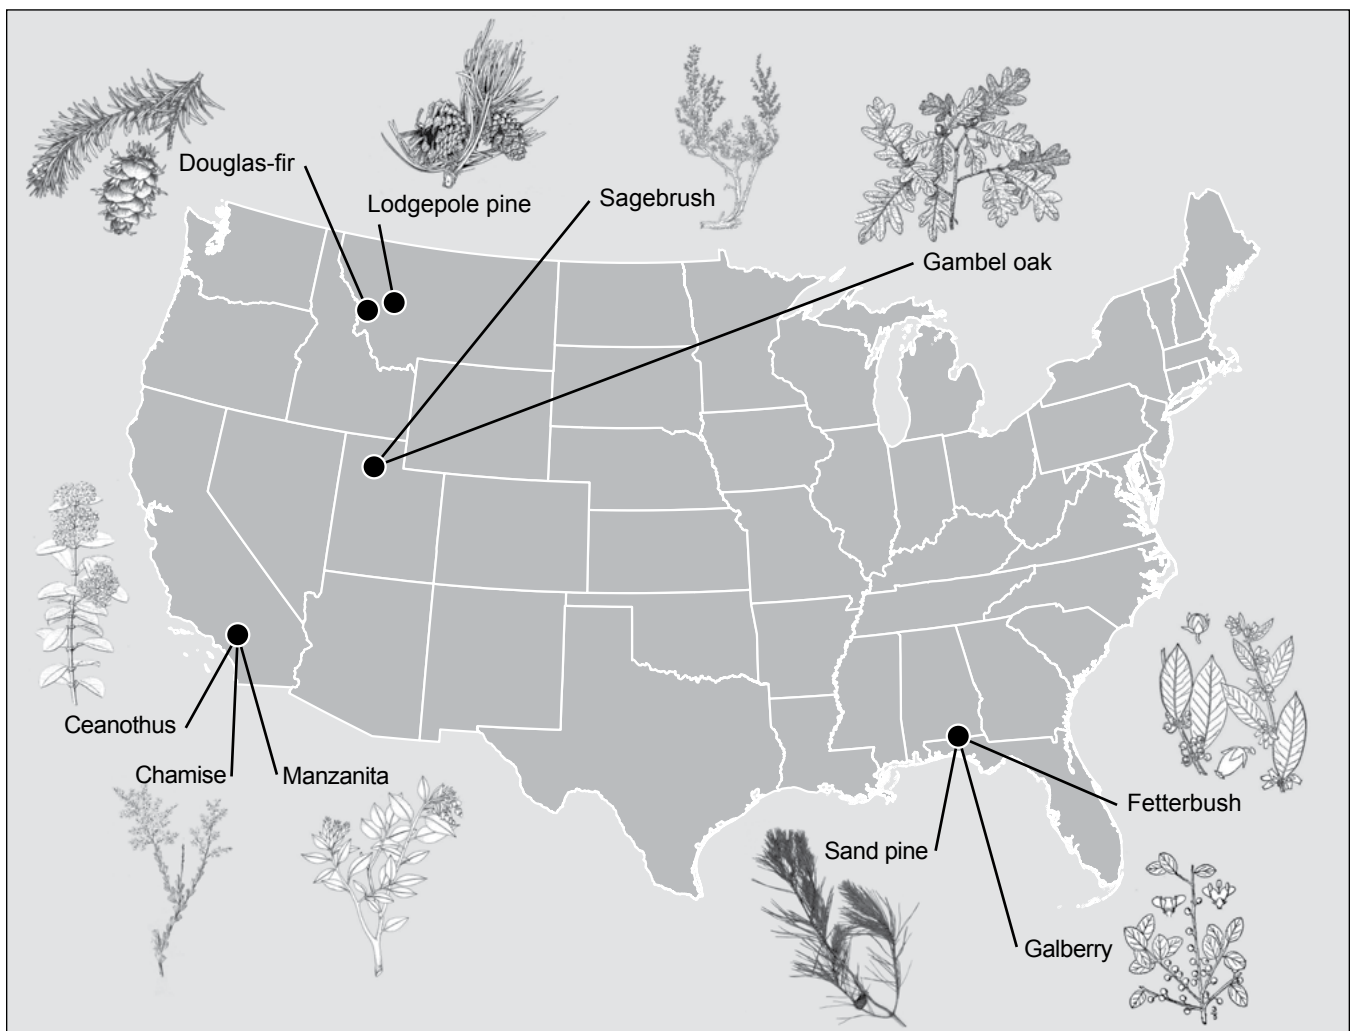 Douglas-fir
Lodgepole pine
Sagebrush
Gambel oak
Ceanothus
Chamise
Manzanita
Fetterbush
Sand pine
Galberry